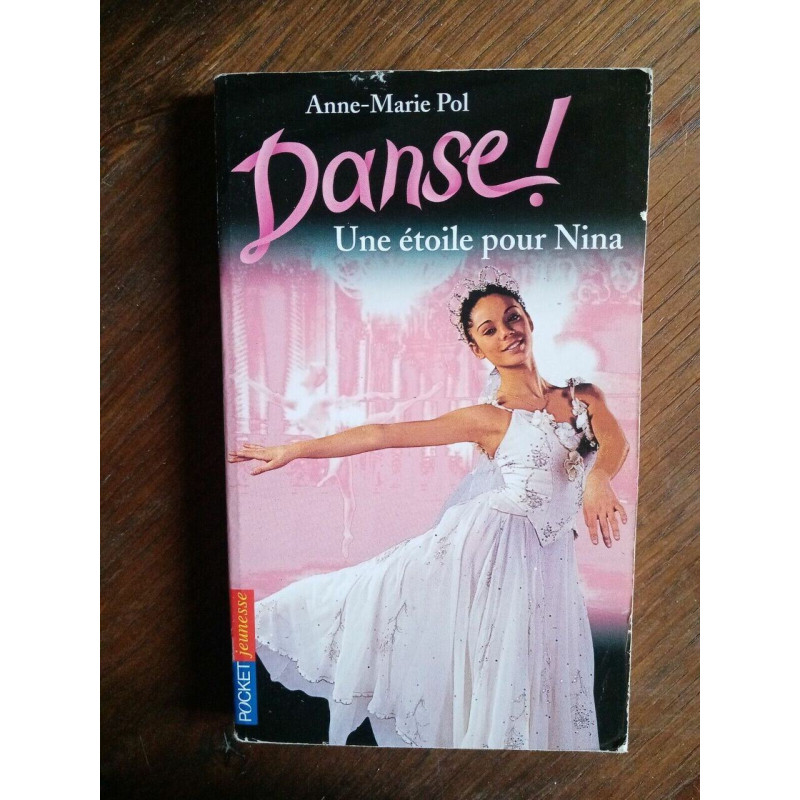 Anne-Marie Pol
Danse!
Une étoile pour Nina
POCKET jeunesse